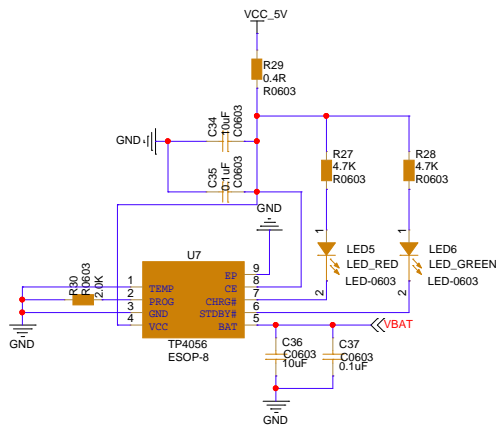 VCC_5V
R29
0.4R
R0603
C34
10uF
C0603
GND
C35
0.1uF
C0603
R27
4.7K
R0603
R28
4.7K
R0603
GND
1
1
LED5
LED_RED
LED-0603
LED6
LED_GREEN
LED-0603
2
2
U7
R30
R0603
2.0K
1
2
3
4
TEMP
PROG
GND
VCC
EP
CE
CHRG#
STDBY#
BAT
9
8
7
6
5
TP4056
ESOP-8
GND
VBAT
C36
C0603
10uF
C37
C0603
0.1uF
GND